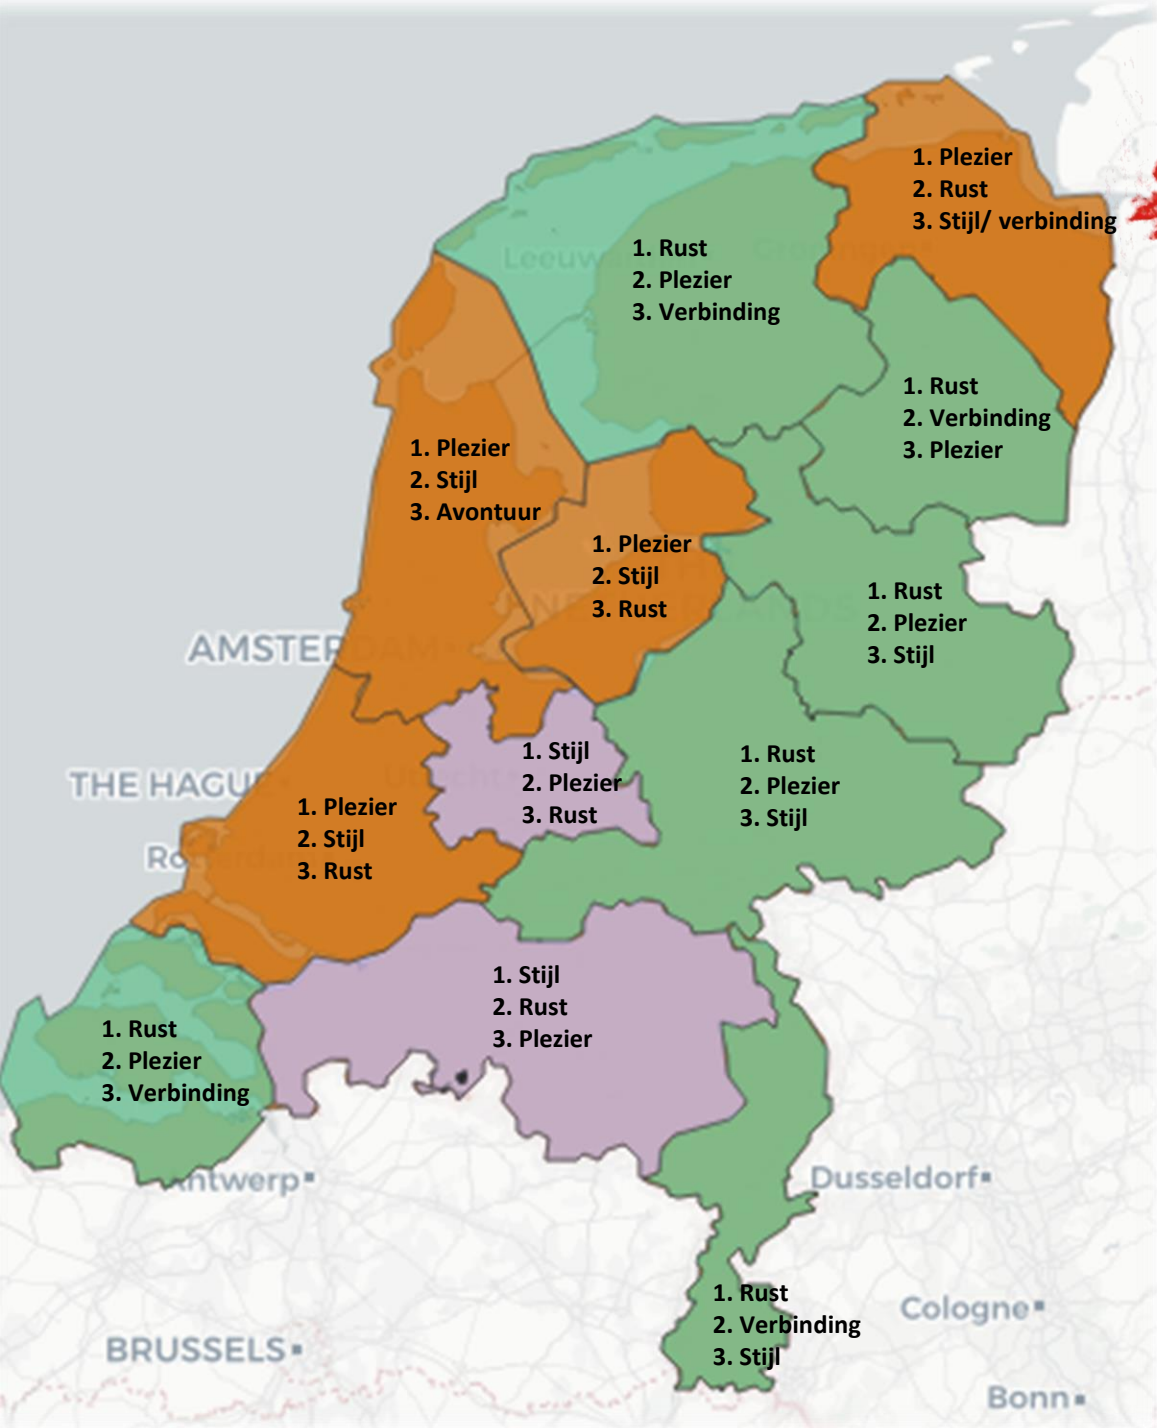 1. Plezier
2. Rust
3. Stijl/ verbinding
Leeuw
1. Rust
2. Plezier
3. Verbinding
1. Rust
2. Verbinding
3. Plezier
1. Plezier
2. Stijl
3. Avontuur
1. Plezier
2. Stijl
3. Rust
1. Rust
2. Plezier
3. Stijl
AMSTERDAM
1. Stijl
2. Plezier
3. Rust
1. Rust
2. Plezier
3. Stijl
THE HAGUE
Utrecht
1. Plezier
2. Stijl
3. Rust
Rotterdam
1. Stijl
2. Rust
3. Plezier
1. Rust
2. Plezier
3. Verbinding
Antwerp
Dusseldorf
1. Rust
2. Verbinding
3. Stijl
Cologne
BRUSSELS
Bonn